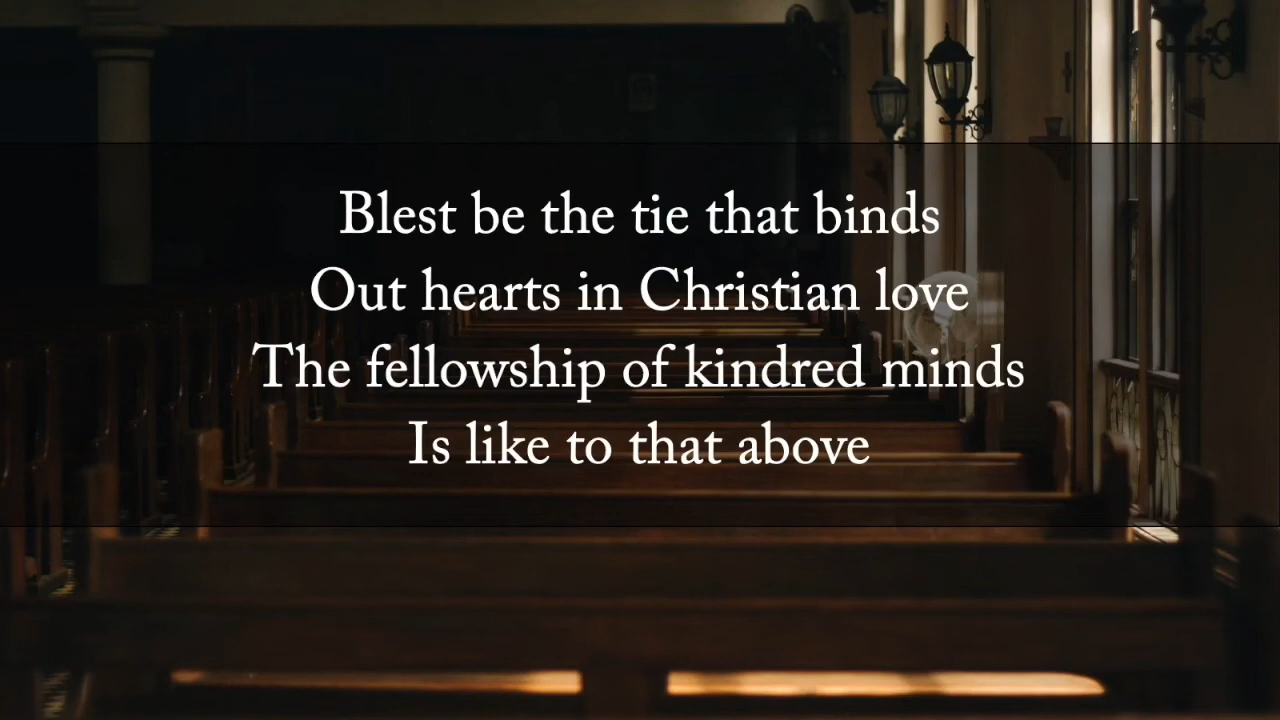 Blest be the tie that binds
Out hearts in Christian love
The fellowship of kindred minds
Is like to that above